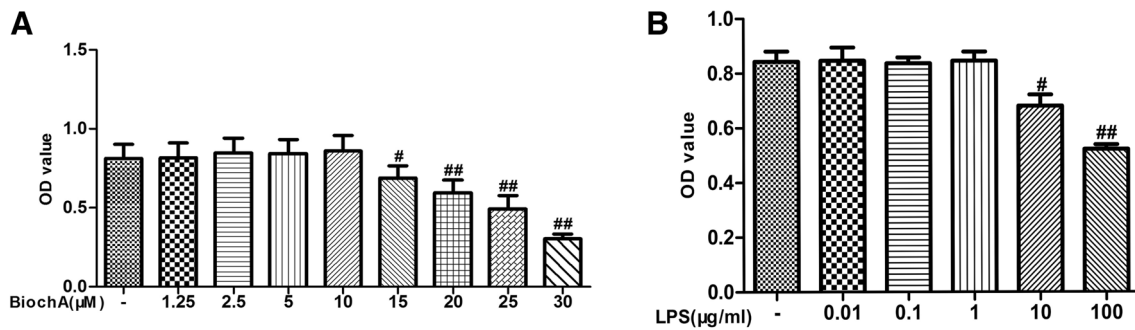 A
1.5
1.0
0.5
0.0
OD value
#
##
##
##
BiochA(μM) - 1.25 2.5 5 10 15 20 25 30
B
1.0
0.8
0.6
0.4
0.2
0.0
OD value
#
##
LPS(μg/ml) - 0.01 0.1 1 10 100